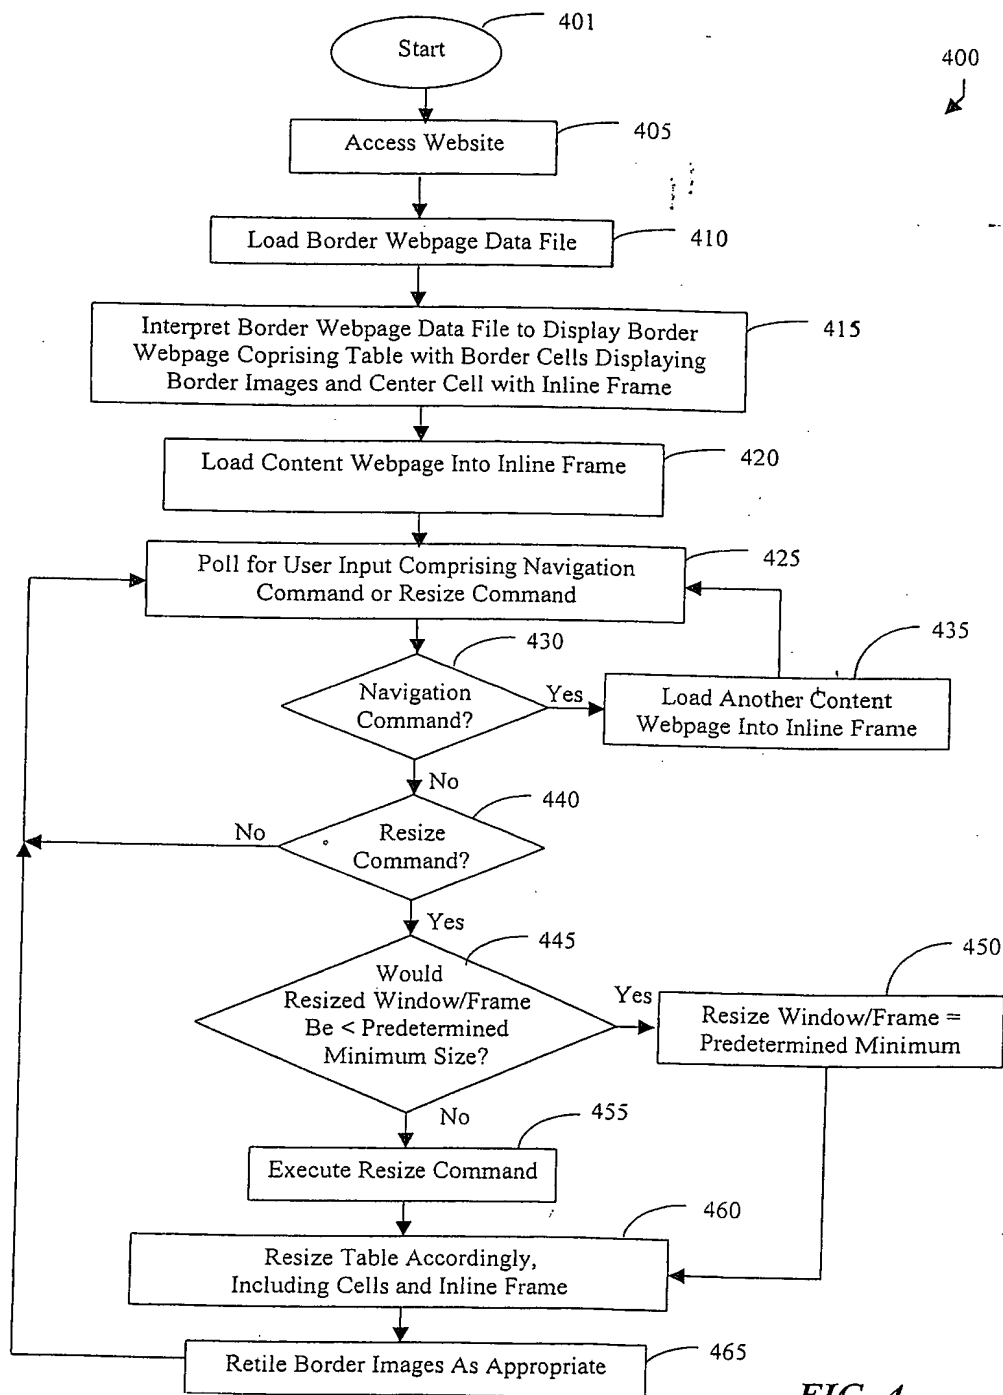 401
Start
400
Access Website
405
Load Border Webpage Data File
410
Interpret Border Webpage Data File to Display Border
Webpage Coprising Table with Border Cells Displaying
Border Images and Center Cell with Inline Frame
415
Load Content Webpage Into Inline Frame
420
Poll for User Input Comprising Navigation
Command or Resize Command
425
430
435
Navigation
Command?
Yes
Load Another Content
Webpage Into Inline Frame
No
440
No
Resize
Command?
Yes
445
450
Would
Resized Window/Frame
Be < Predetermined
Minimum Size?
Yes
Resize Window/Frame =
Predetermined Minimum
No
455
Execute Resize Command
460
Resize Table Accordingly,
Including Cells and Inline Frame
Retile Border Images As Appropriate
465
FIG. 4